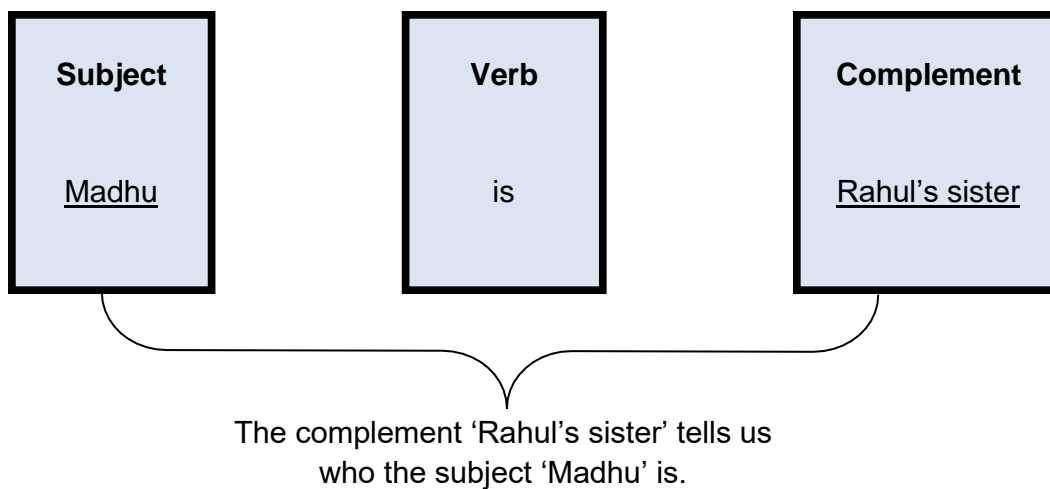 Subject
Verb
Complement
Madhu
is
Rahul’s sister
The complement ‘Rahul’s sister’ tells us
who the subject ‘Madhu’ is.